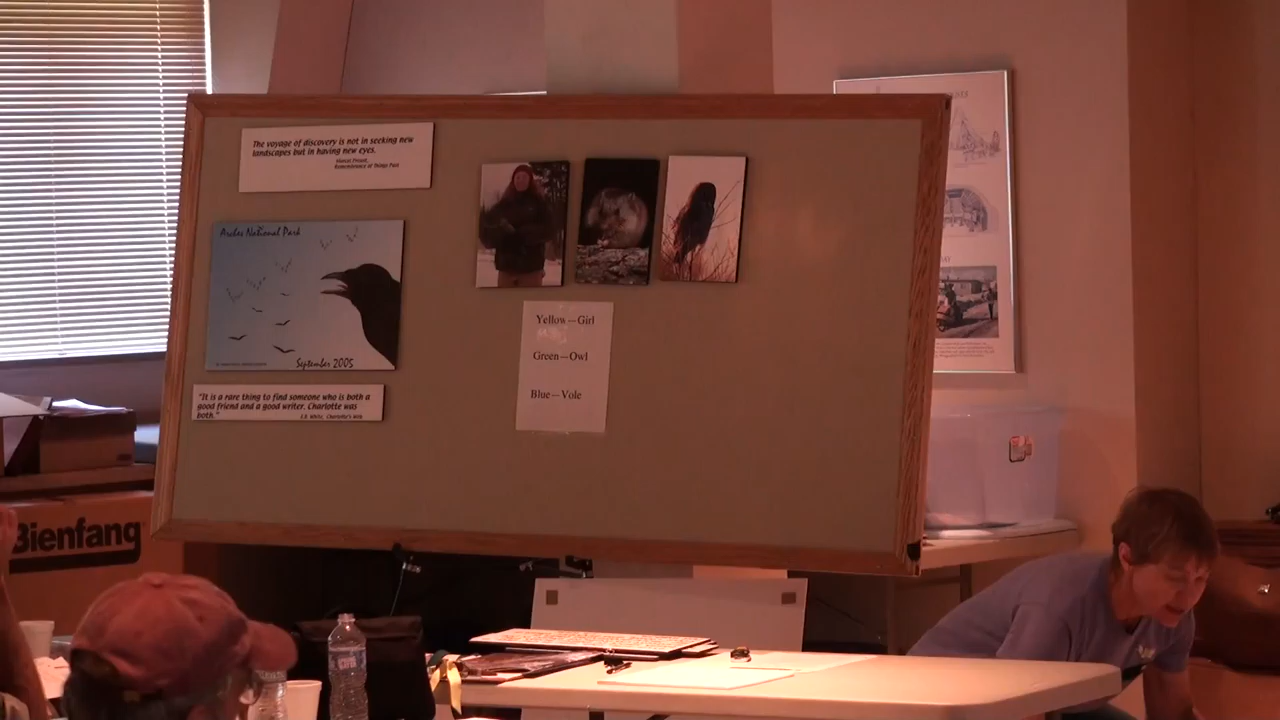 The voyage of discovery is not in seeking new
landscapes but in having new eyes.
Marcel Proust,
Remembrance of Things Past
Arches National Park
September 2005
"It is a rare thing to find someone who is both a
good friend and a good writer. Charlotte was
both."
E.B. White, Charlotte's Web
Yellow—Girl
Green—Owl
Blue—Vole
Bienfang